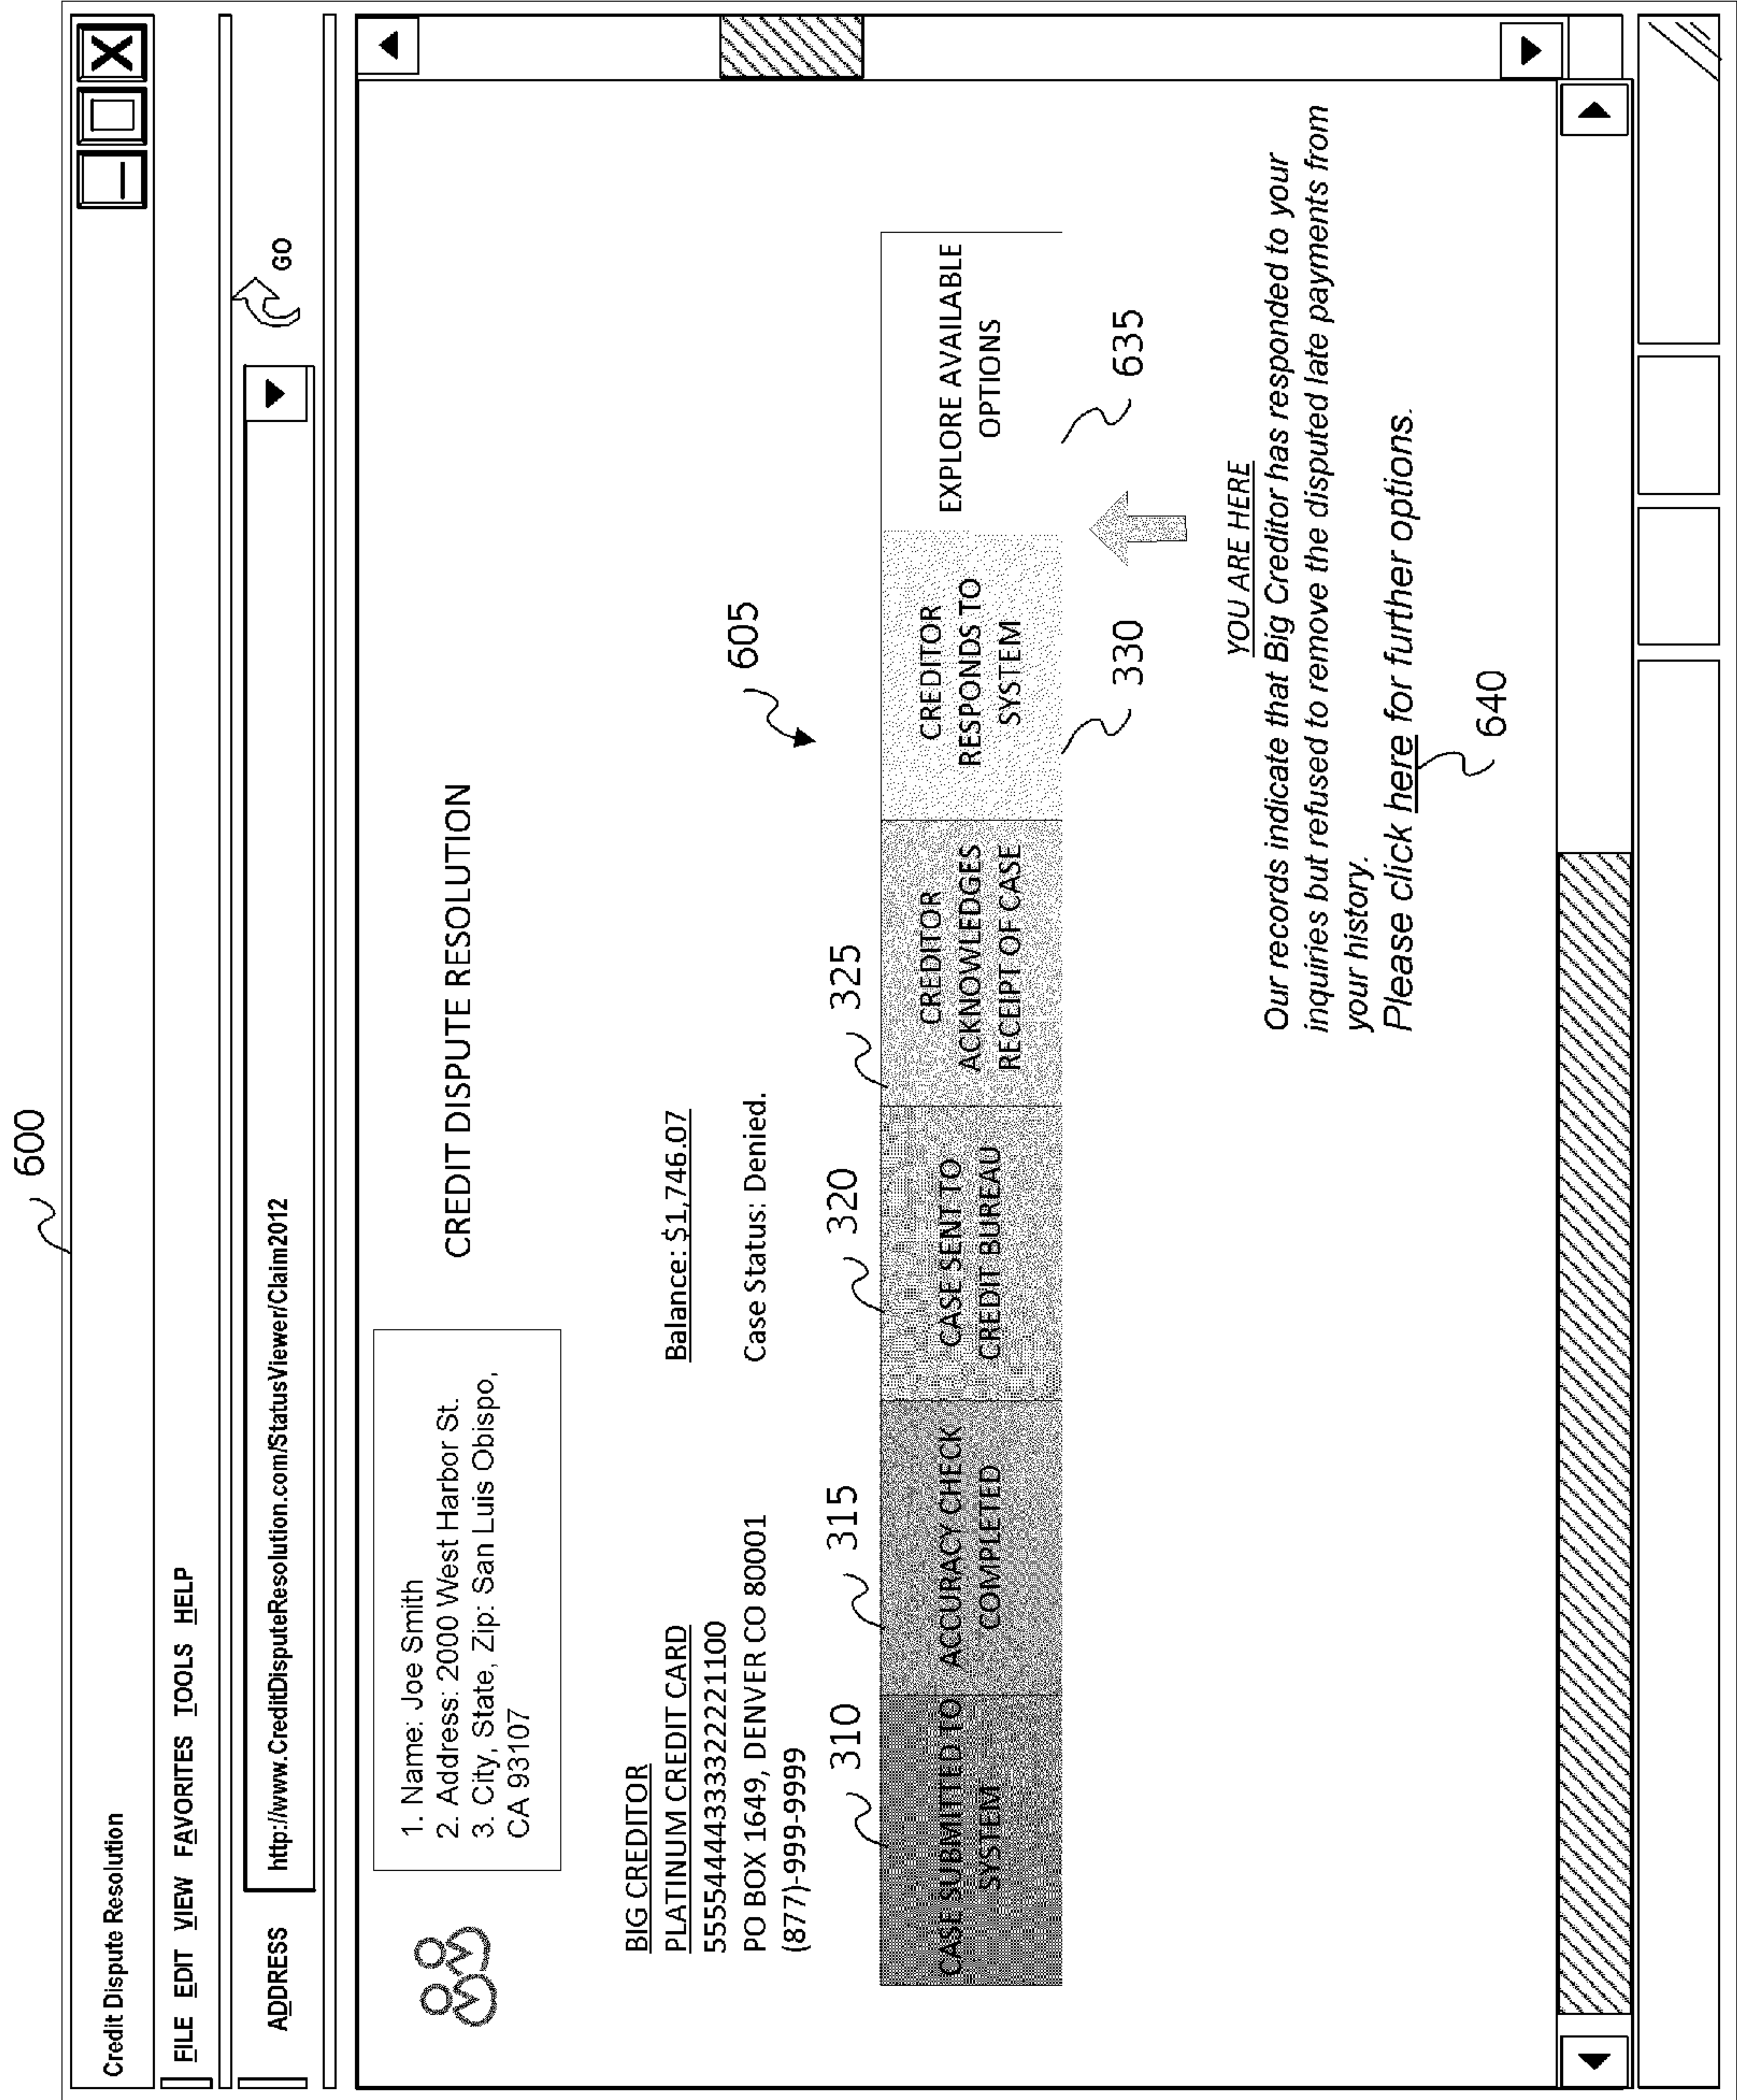 600
Credit Dispute Resolution
FILE EDIT VIEW FAVORITES TOOLS HELP
ADDRESS http://www.CreditDisputeResolution.com/StatusViewer/Claim2012 GO
1. Name: Joe Smith
2. Address: 2000 West Harbor St.
3. City, State, Zip: San Luis Obispo,
CA 93107
CREDIT DISPUTE RESOLUTION
BIG CREDITOR
PLATINUM CREDIT CARD
55554444333322221100
PO BOX 1649, DENVER CO 80001
(877)-999-9999
Balance: $1,746.07
Case Status: Denied.
605
310
315
320
325
CASE SUBMITTED TO
SYSTEM
ACCURACY CHECK
COMPLETED
CASE SENT TO
CREDIT BUREAU
CREDITOR
ACKNOWLEDGES
RECEIPT OF CASE
CREDITOR
RESPONDS TO
SYSTEM
EXPLORE AVAILABLE
OPTIONS
330
635
YOU ARE HERE
Our records indicate that Big Creditor has responded to your
inquiries but refused to remove the disputed late payments from
your history.
Please click here for further options.
640